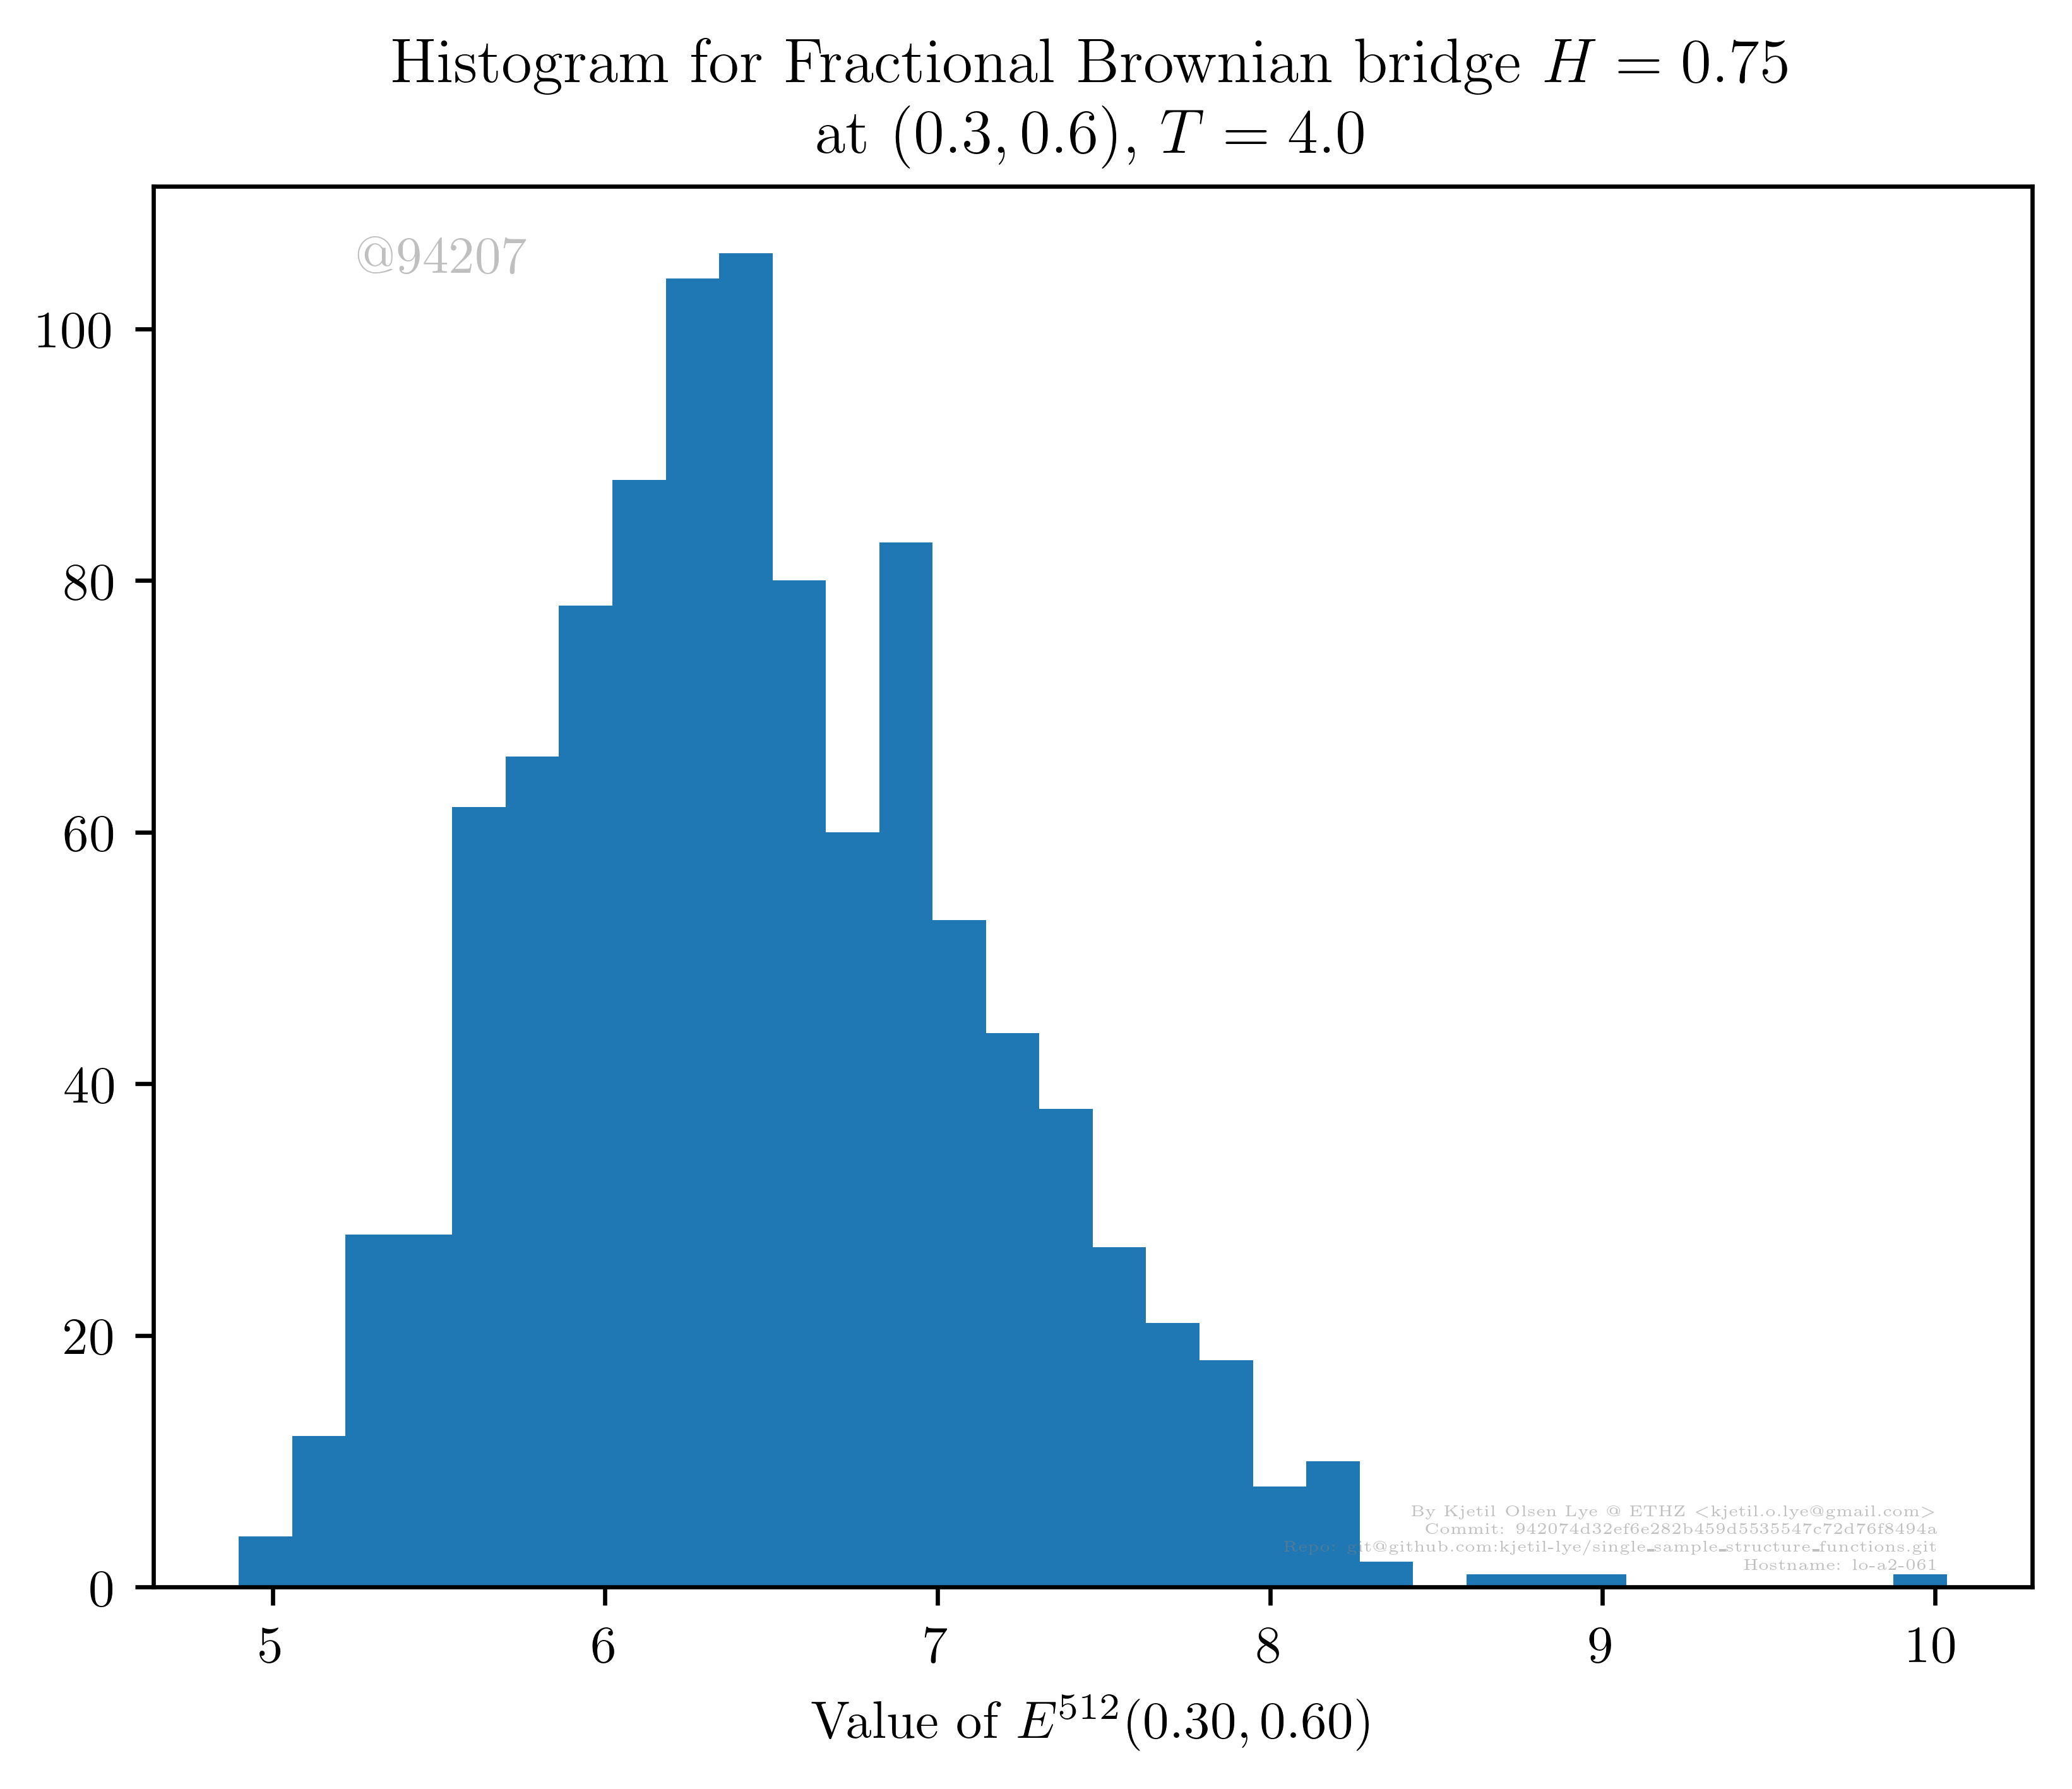 Histogram for Fractional Brownian bridge H = 0.75
at (0.3, 0.6), T = 4.0
@94207
100
80
60
40
20
0
By Kjetil Olsen Lye @ ETHZ <kjetil.o.lye@gmail.com>
Commit: 942074d32ef6e282b459d5535547c72d76f8494a
Repo: git@github.com:kjetil-lye/single_sample_structure_functions.git
Hostname: lo-a2-061
5 6 7 8 9 10
Value of E^512(0.30, 0.60)